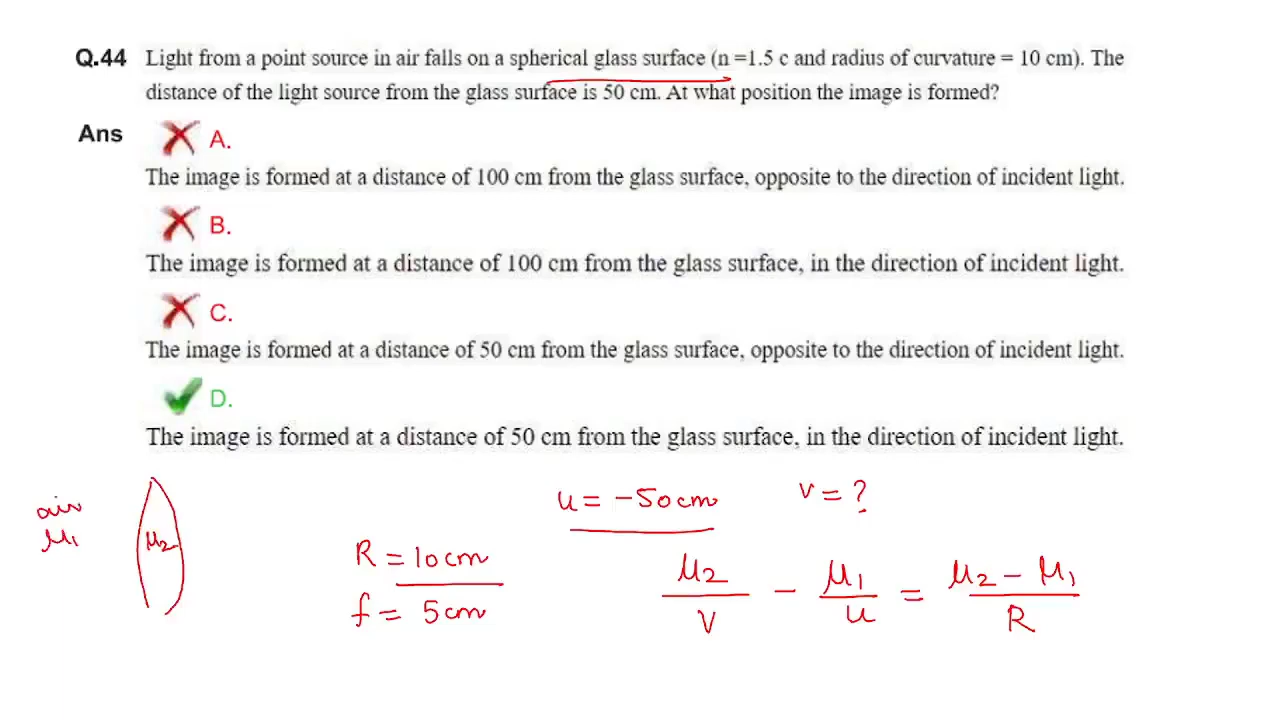 Q.44 Light from a point source in air falls on a spherical glass surface (n =1.5 c and radius of curvature = 10 cm). The
distance of the light source from the glass surface is 50 cm. At what position the image is formed?
Ans A.
The image is formed at a distance of 100 cm from the glass surface, opposite to the direction of incident light.
B.
The image is formed at a distance of 100 cm from the glass surface, in the direction of incident light.
C.
The image is formed at a distance of 50 cm from the glass surface, opposite to the direction of incident light.
D.
The image is formed at a distance of 50 cm from the glass surface, in the direction of incident light.
air
μ1
μ2
u = -50cm v = ?
R = 10cm
f = 5cm
μ2/v - μ1/u = μ2 - μ1/R